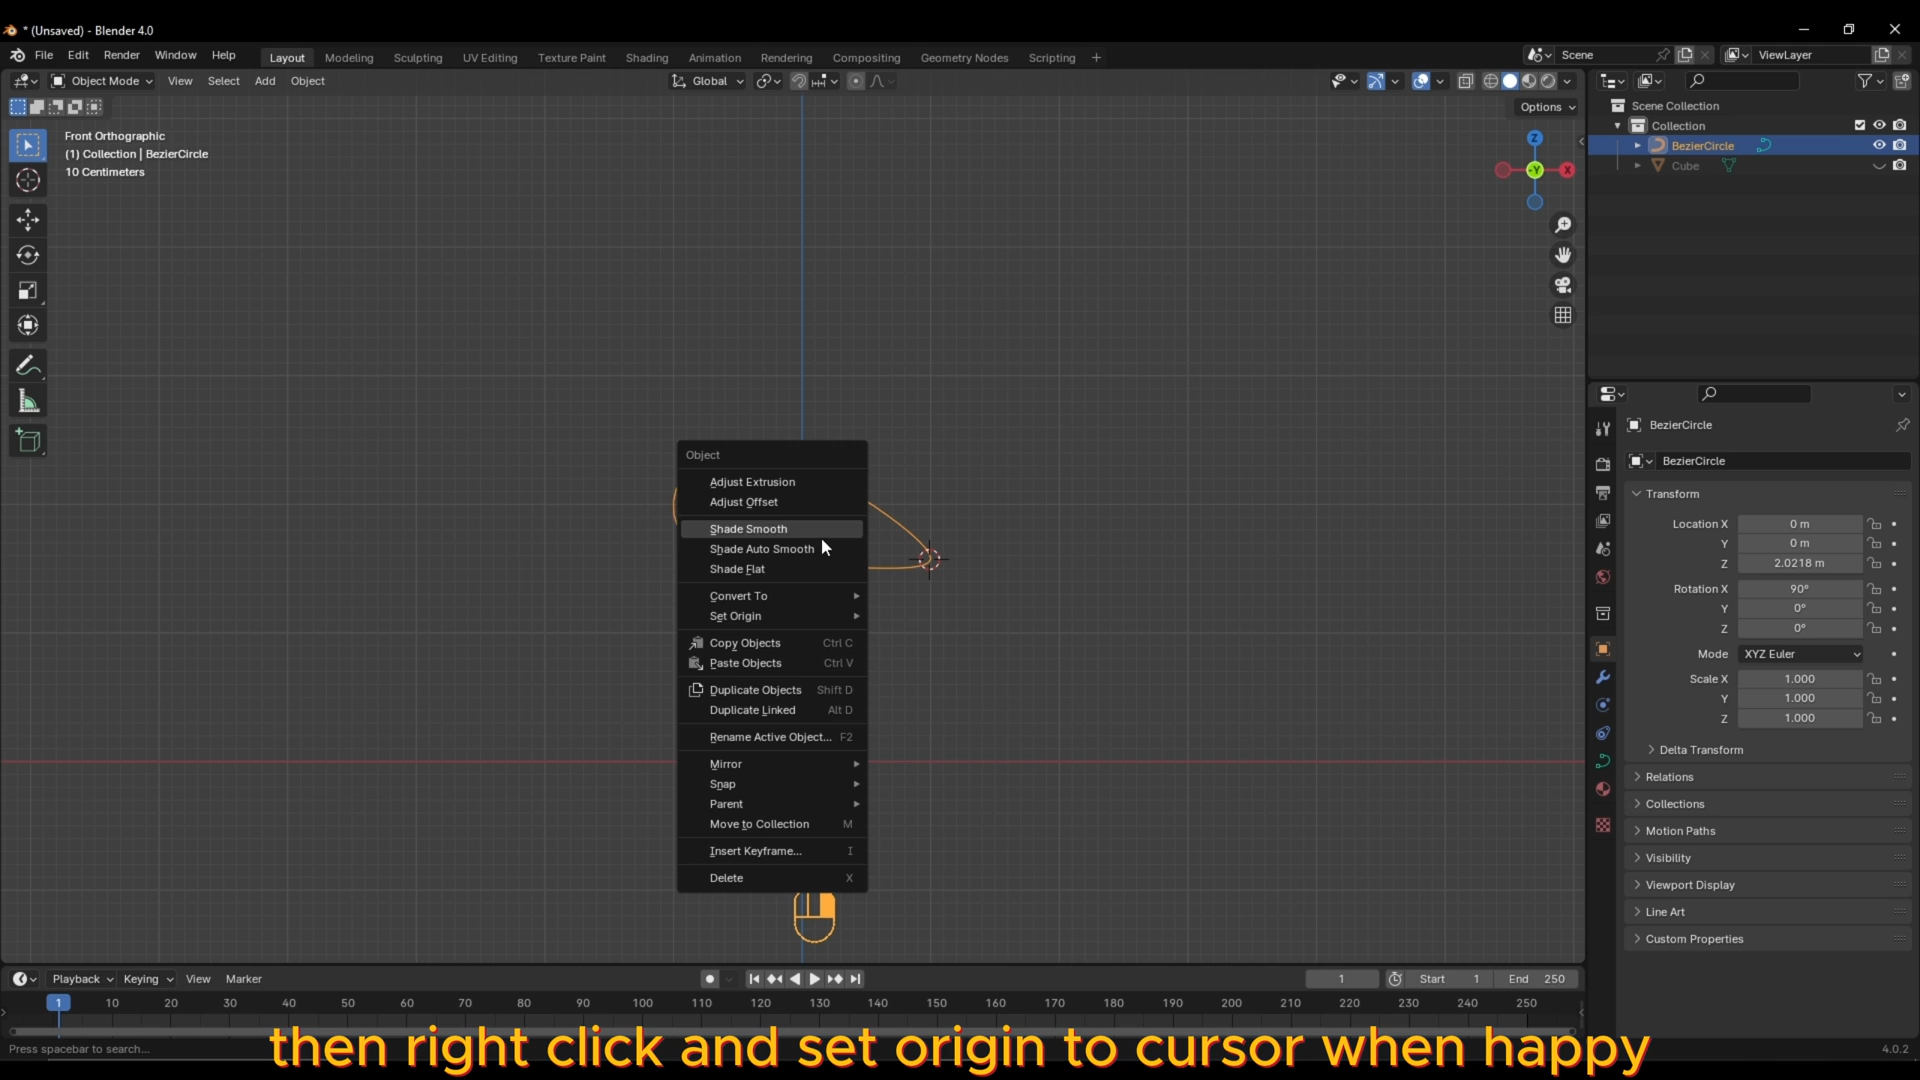 * (Unsaved) - Blender 4.0
File Edit Render Window Help Layout Modeling Sculpting UV Editing Texture Paint Shading Animation Rendering Compositing Geometry Nodes Scripting + Scene ViewLayer
Object Mode View Select Add Object Global
Options
Front Orthographic
(1) Collection | BezierCircle
10 Centimeters
Z
-Y
X
Scene Collection
Collection
BezierCircle
Cube
Object
Adjust Extrusion
Adjust Offset
Shade Smooth
Shade Auto Smooth
Shade Flat
Convert To
Set Origin
Copy Objects Ctrl C
Paste Objects Ctrl V
Duplicate Objects Shift D
Duplicate Linked Alt D
Rename Active Object... F2
Mirror
Snap
Parent
Move to Collection M
Insert Keyframe... I
Delete X
BezierCircle
BezierCircle
Transform
Location X 0 m
Y 0 m
Z 2.0218 m
Rotation X 90°
Y 0°
Z 0°
Mode XYZ Euler
Scale X 1.000
Y 1.000
Z 1.000
Delta Transform
Relations
Collections
Motion Paths
Visibility
Viewport Display
Line Art
Custom Properties
Playback Keying View Marker 1 Start 1 End 250
1 10 20 30 40 50 60 70 80 90 100 110 120 130 140 150 160 170 180 190 200 210 220 230 240 250
Press spacebar to search...
4.0.2
then right click and set origin to cursor when happy